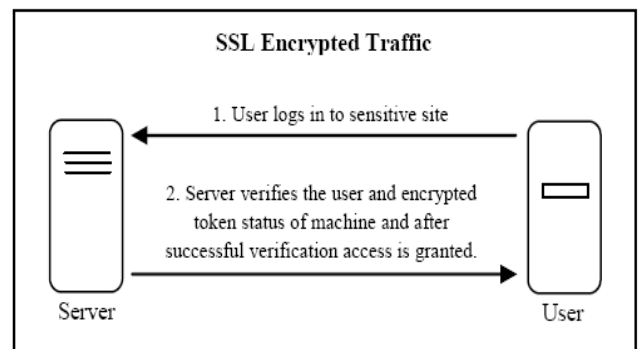 SSL Encrypted Traffic
1. User logs in to sensitive site
2. Server verifies the user and encrypted
token status of machine and after
successful verification access is granted.
Server
User